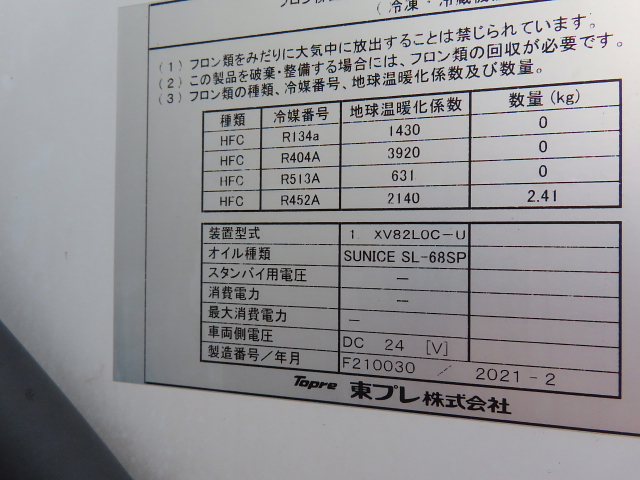 (冷凍・冷蔵機
(1) フロン類をみだりに大気中に放出することは禁じられています。
(2) この製品を破棄・整備する場合には、フロン類の回収が必要です。
(3) フロン類の種類、冷媒番号、地球温暖化係数及び数量。
種類 冷媒番号 地球温暖化係数 数量 (kg)
HFC R134a 1430 0
HFC R404A 3920 0
HFC R513A 631 0
HFC R452A 2140 2.41
装置型式 1 XV82L0C-U
オイル種類 SUNICE SL-68SP
スタンバイ用電圧 —
消費電力 —
最大消費電力 —
車両側電圧 DC 24 [V]
製造番号/年月 F210030 / 2021-2
Topre 東プレ株式会社